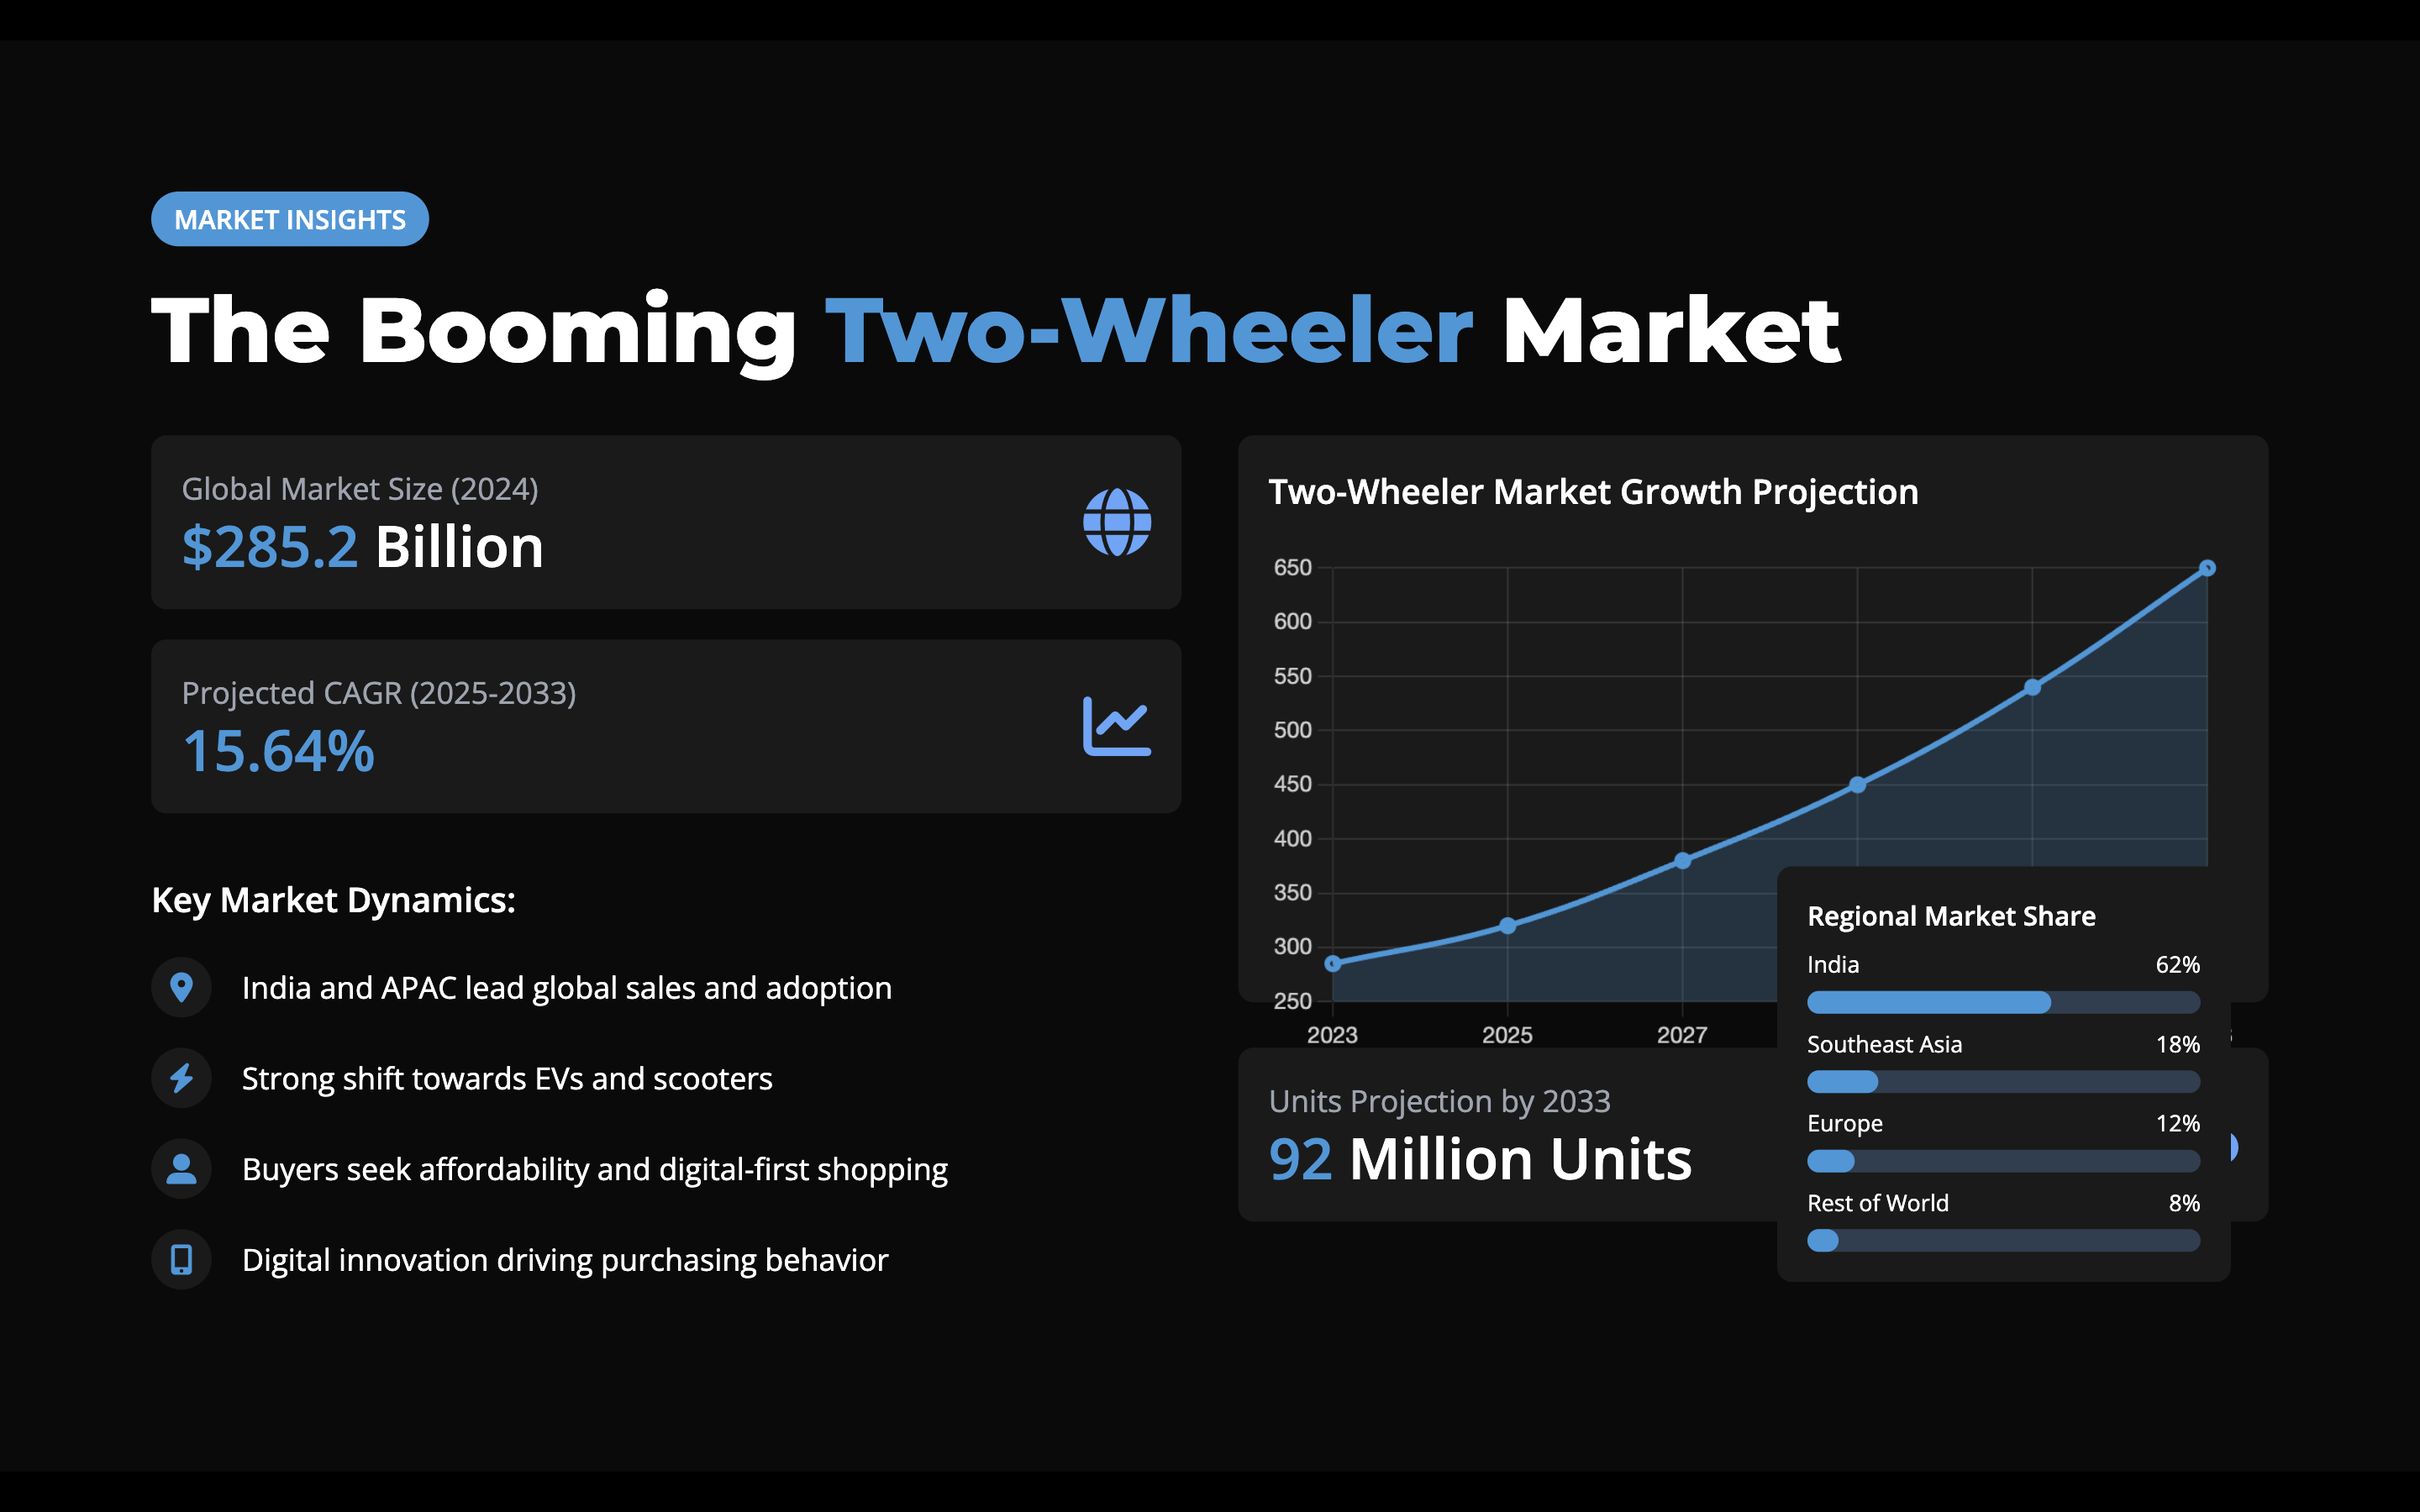 MARKET INSIGHTS
The Booming Two-Wheeler Market
Global Market Size (2024)
$285.2 Billion
Projected CAGR (2025-2033)
15.64%
Key Market Dynamics:
India and APAC lead global sales and adoption
Strong shift towards EVs and scooters
Buyers seek affordability and digital-first shopping
Digital innovation driving purchasing behavior
Two-Wheeler Market Growth Projection
650
600
550
500
450
400
350
300
250
2023 2025 2027
Regional Market Share
India 62%
Southeast Asia 18%
Europe 12%
Rest of World 8%
Units Projection by 2033
92 Million Units